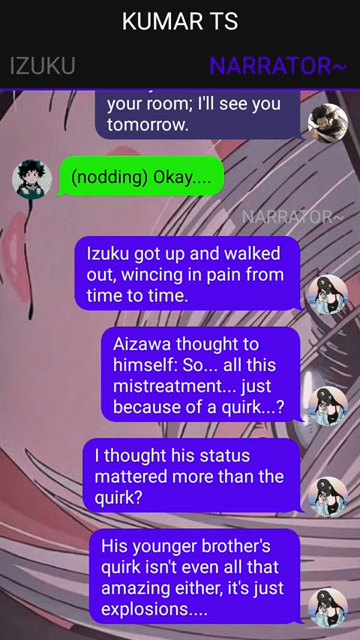 KUMAR TS
IZUKU
NARRATOR~
your room; I'll see you
tomorrow.
(nodding) Okay....
NARRATOR~
Izuku got up and walked
out, wincing in pain from
time to time.
Aizawa thought to
himself: So... all this
mistreatment... just
because of a quirk...?
I thought his status
mattered more than the
quirk?
His younger brother's
quirk isn't even all that
amazing either, it's just
explosions....